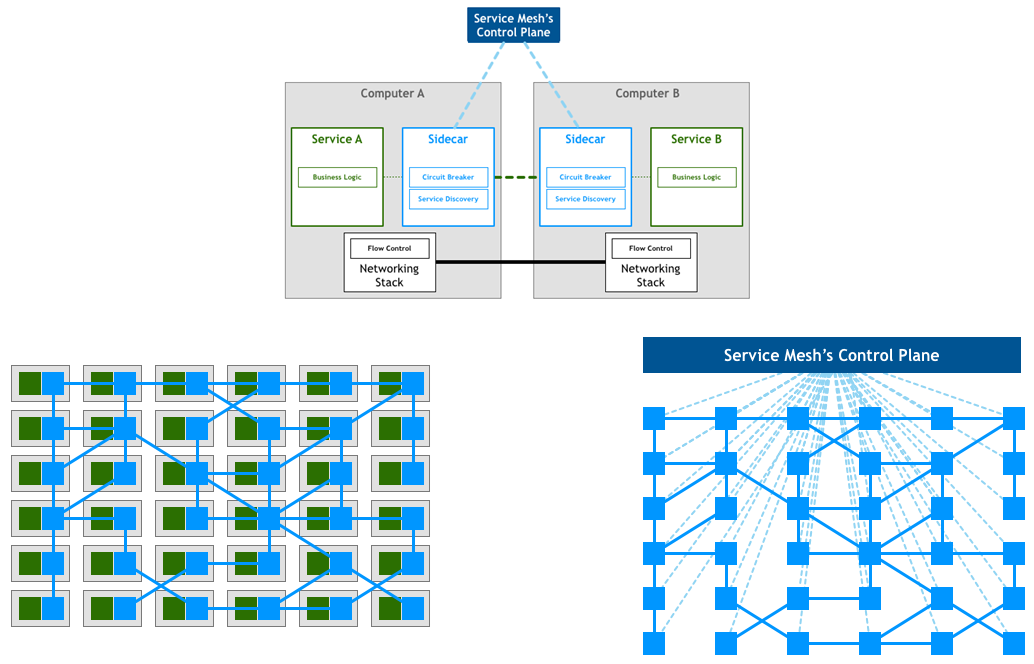 Service Mesh's
Control Plane
Computer A
Computer B
Service A
Sidecar
Sidecar
Service B
Business Logic
Circuit Breaker
Circuit Breaker
Business Logic
Service Discovery
Service Discovery
Flow Control
Flow Control
Networking
Stack
Networking
Stack
Service Mesh's Control Plane